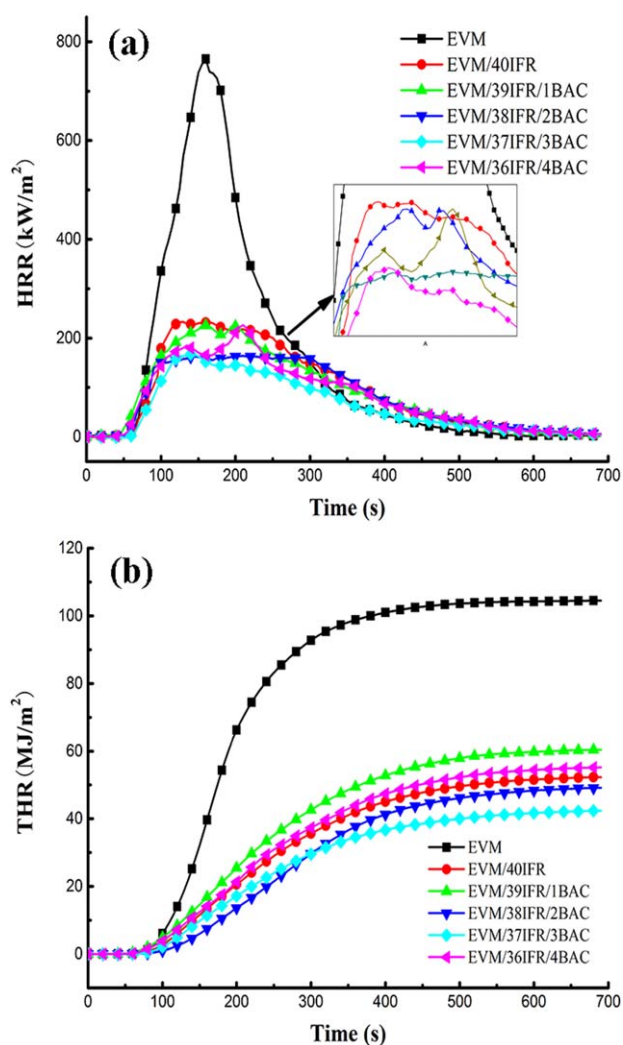 (a)
EVM
EVM/40IFR
EVM/39IFR/1BAC
EVM/38IFR/2BAC
EVM/37IFR/3BAC
EVM/36IFR/4BAC
HRR (kW/m²)
800
600
400
200
0
A
0 100 200 300 400 500 600 700
Time (s)
(b)
THR (MJ/m²)
120
100
80
60
40
20
0
EVM
EVM/40IFR
EVM/39IFR/1BAC
EVM/38IFR/2BAC
EVM/37IFR/3BAC
EVM/36IFR/4BAC
0 100 200 300 400 500 600 700
Time (s)